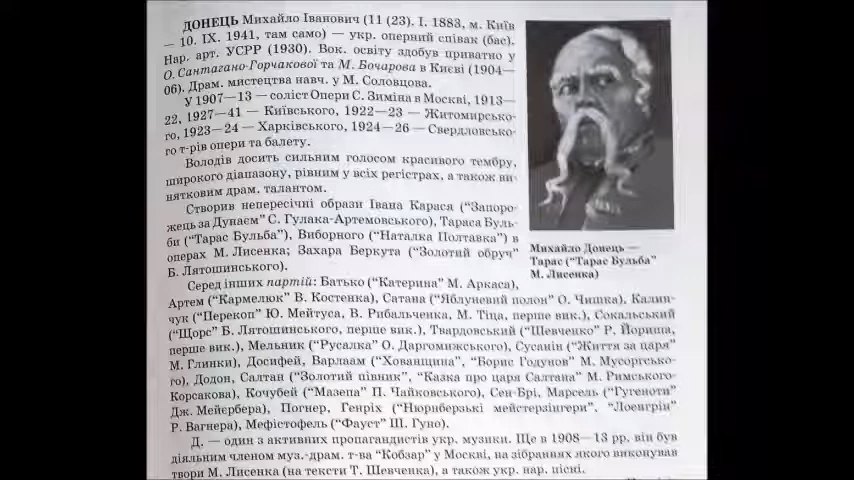 ДОНЕЦЬ Михайло Іванович (11 (23). I. 1883, м. Київ
— 10. IX. 1941, там само) — укр. оперний співак (бас).
Нар. арт. УСРР (1930). Вок. освіту здобув приватно у
О. Сантагано-Горчакової та М. Бочарова в Києві (1904—
06). Драм. мистецтва навч. у М. Соловцова.
У 1907—13 — соліст Опери С. Зиміна в Москві, 1913—
22, 1927—41 — Київського, 1922—23 — Житомирсько-
го, 1923—24 — Харківського, 1924—26 — Свердловсько-
го т-рів опери та балету.
Володів досить сильним голосом красивого тембру,
широкого діапазону, рівним у всіх регістрах, а також ви-
нятковим драм. талантом.
Створив непересічні образи Івана Карася (“Запоро-
жець за Дунаєм” С. Гулака-Артемовського), Тараса Буль-
би (“Тарас Бульба”), Виборного (“Наталка Полтавка”) в
операх М. Лисенка; Захара Беркута (“Золотий обруч”
Б. Лятошинського).
Серед інших партій: Батько (“Катерина” М. Аркаса),
Артем (“Кармелюк” В. Костенка), Сатана (“Яблуневий полон” О. Чишка), Калин-
чук (“Перекоп” Ю. Мейтуса, В. Рибальченка, М. Тіца, перше вик.), Сокальський
(“Щорс” Б. Лятошинського, перше вик.), Твардовський (“Шевченко” Р. Йориша,
перше вик.), Мельник (“Русалка” О. Даргомижського), Сусанін (“Життя за царя”
М. Глинки), Досифей, Варлаам (“Хованщина”, “Борис Годунов” М. Мусоргсько-
го), Додон, Салтан (“Золотий півник”, “Казка про царя Салтана” М. Римського-
Корсакова), Кочубей (“Мазепа” П. Чайковського), Сен-Брі, Марсель (“Гугеноти”
Дж. Мейєрбера), Погнер, Генріх (“Нюрнберзькі мейстерзінгери”, “Лоенгрін”
Р. Вагнера), Мефістофель (“Фауст” Ш. Гуно).
Д. — один з активних пропагандистів укр. музики. Ще в 1908—13 рр. він був
діяльним членом муз.-драм. т-ва “Кобзар” у Москві, на зібраннях якого виконував
твори М. Лисенка (на тексти Т. Шевченка), а також укр. нар. пісні.
Михайло Донець —
Тарас (“Тарас Бульба”
М. Лисенка)